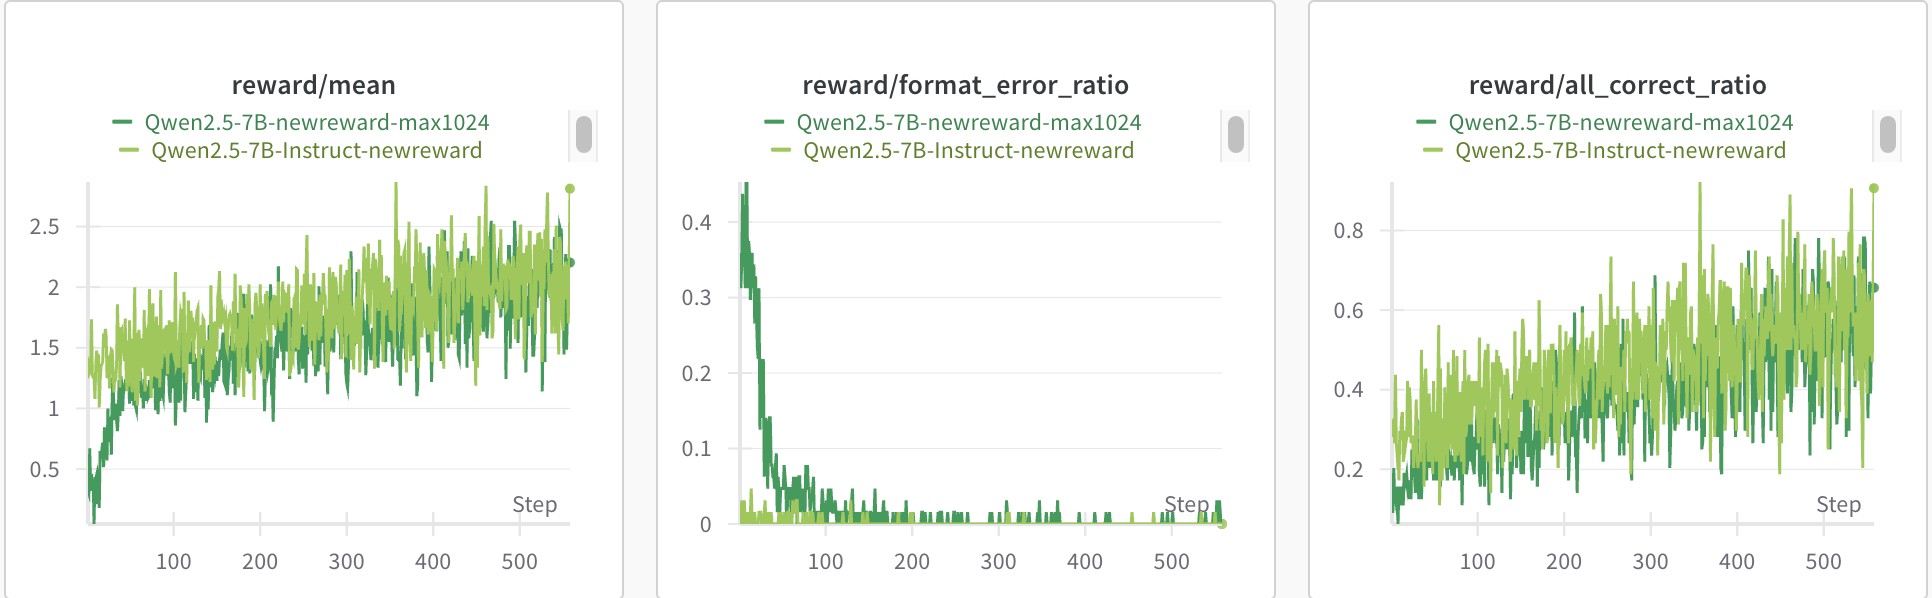 reward/mean
Qwen2.5-7B-newreward-max1024
Qwen2.5-7B-Instruct-newreward
2.5
2
1.5
1
0.5
Step
100 200 300 400 500
reward/format_error_ratio
Qwen2.5-7B-newreward-max1024
Qwen2.5-7B-Instruct-newreward
0.4
0.3
0.2
0.1
0
Step
100 200 300 400 500
reward/all_correct_ratio
Qwen2.5-7B-newreward-max1024
Qwen2.5-7B-Instruct-newreward
0.8
0.6
0.4
0.2
Step
100 200 300 400 500